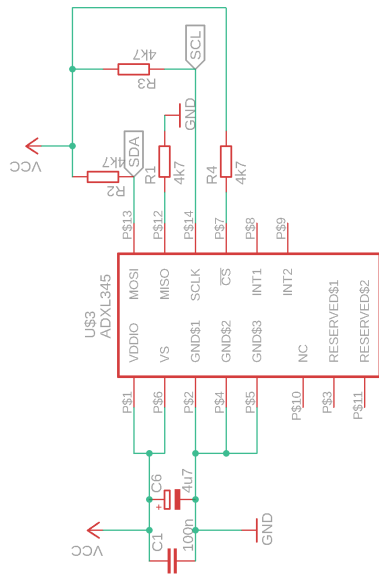 SCL
4k7
R3
GND
VCC
SDA
4k7
R2
R1
4k7
R4
4k7
P$13
P$12
P$14
P$7
P$8
P$9
U$3
ADXL345
MOSI
MISO
SCLK
CS
INT1
INT2
VDDIO
VS
GND$1
GND$2
GND$3
NC
RESERVED$1
RESERVED$2
P$1
P$6
P$2
P$4
P$5
P$10
P$3
P$11
C6
4u7
+
VCC
C1
100n
GND